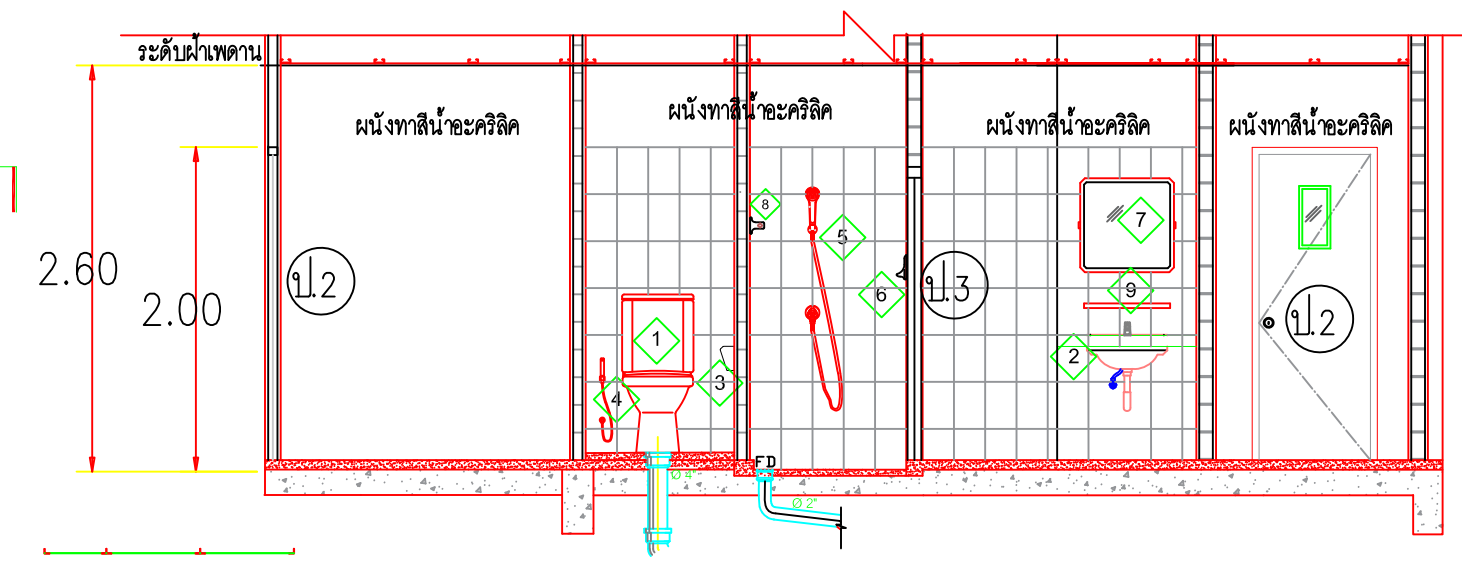 ระดับฝ้าเพดาน
ผนังทาสีน้ำอะคริลิค
ผนังทาสีน้ำอะคริลิค
ผนังทาสีน้ำอะคริลิค
ผนังทาสีน้ำอะคริลิค
2.60
2.00
ป.2
8
5
6
ป.3
7
9
2
ป.2
1
3
4
FD
Ø 4"
Ø 2"